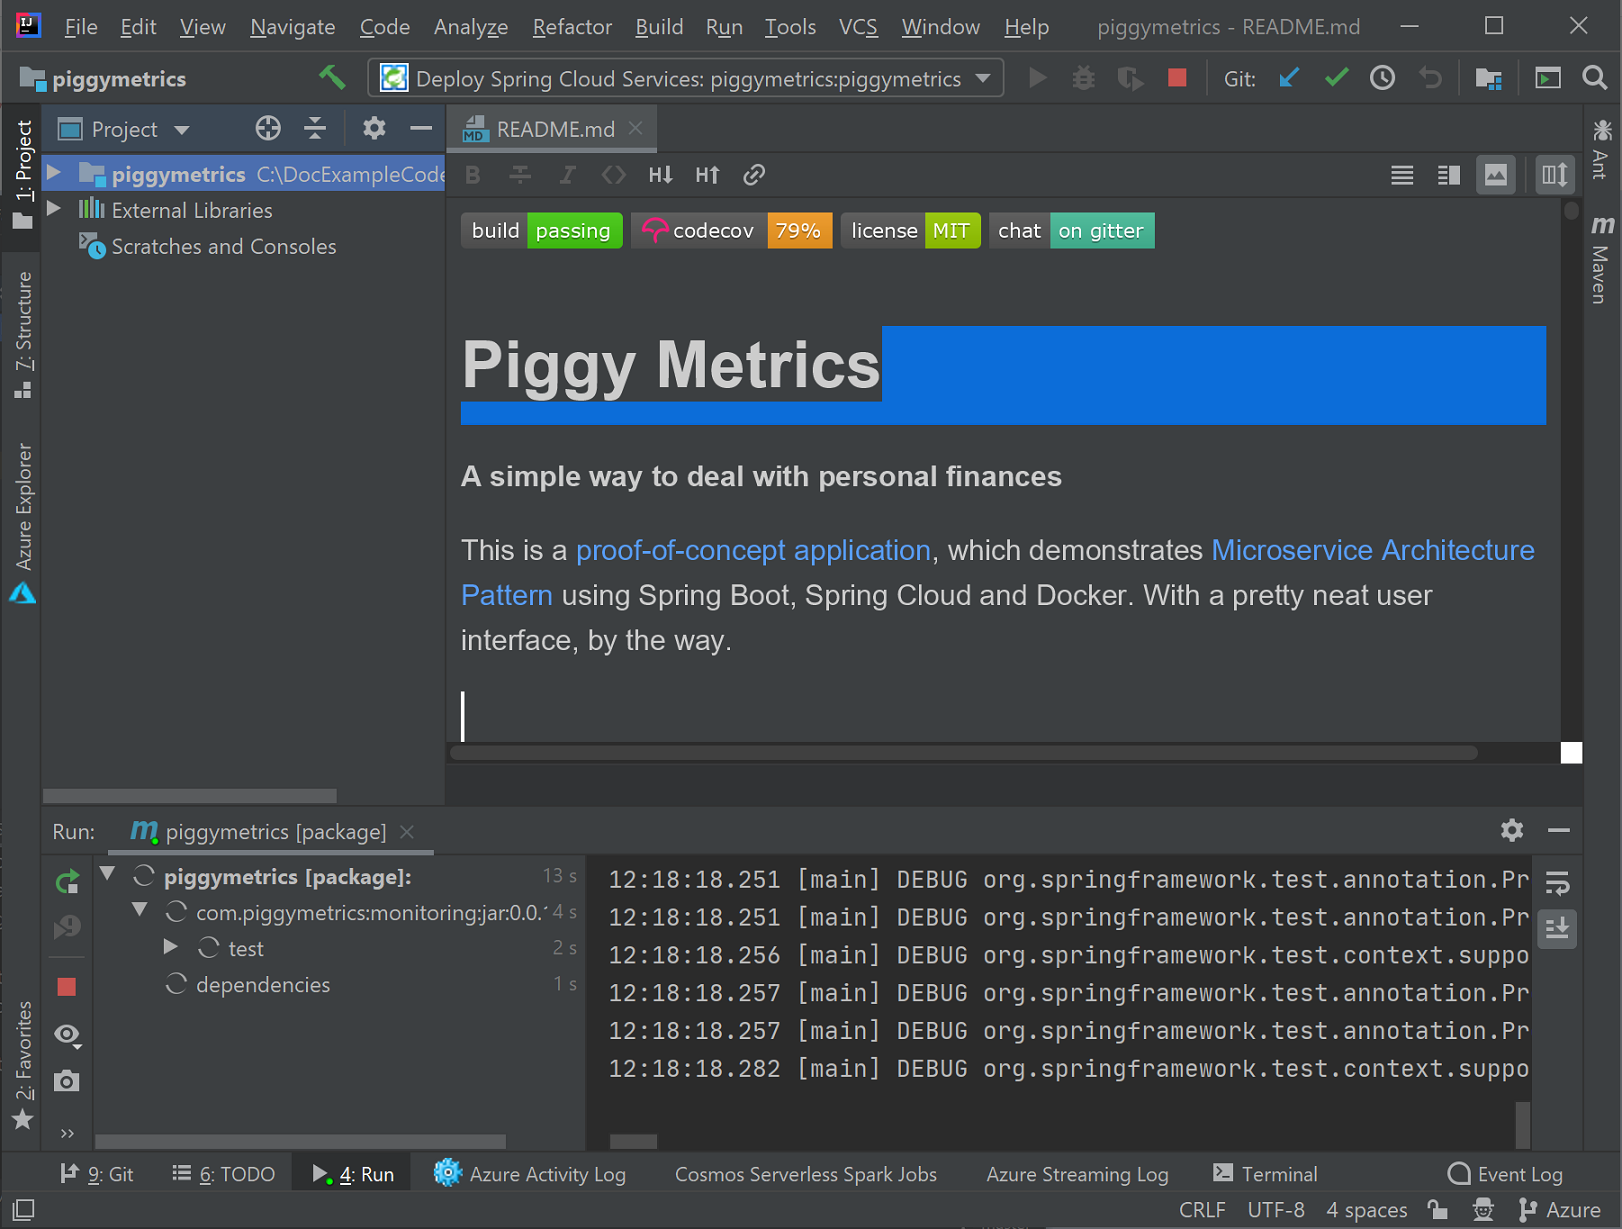 File Edit View Navigate Code Analyze Refactor Build Run Tools VCS Window Help piggymetrics - README.md
piggymetrics Deploy Spring Cloud Services: piggymetrics:piggymetrics Git:
Project README.md
piggymetrics C:\DocExampleCode
External Libraries
Scratches and Consoles
1: Project
7: Structure
Azure Explorer
2: Favorites
Ant
m Maven
B I H↓ H↑
build passing codecov 79% license MIT chat on gitter
Piggy Metrics
A simple way to deal with personal finances
This is a proof-of-concept application, which demonstrates Microservice Architecture
Pattern using Spring Boot, Spring Cloud and Docker. With a pretty neat user
interface, by the way.
Run: piggymetrics [package]
piggymetrics [package]: 13 s
com.piggymetrics:monitoring:jar:0.0. 4 s
test 2 s
dependencies 1 s
12:18:18.251 [main] DEBUG org.springframework.test.annotation.Pr
12:18:18.251 [main] DEBUG org.springframework.test.annotation.Pr
12:18:18.256 [main] DEBUG org.springframework.test.context.suppo
12:18:18.257 [main] DEBUG org.springframework.test.annotation.Pr
12:18:18.257 [main] DEBUG org.springframework.test.annotation.Pr
12:18:18.282 [main] DEBUG org.springframework.test.context.suppo
9: Git 6: TODO 4: Run Azure Activity Log Cosmos Serverless Spark Jobs Azure Streaming Log Terminal Event Log
CRLF UTF-8 4 spaces Azure